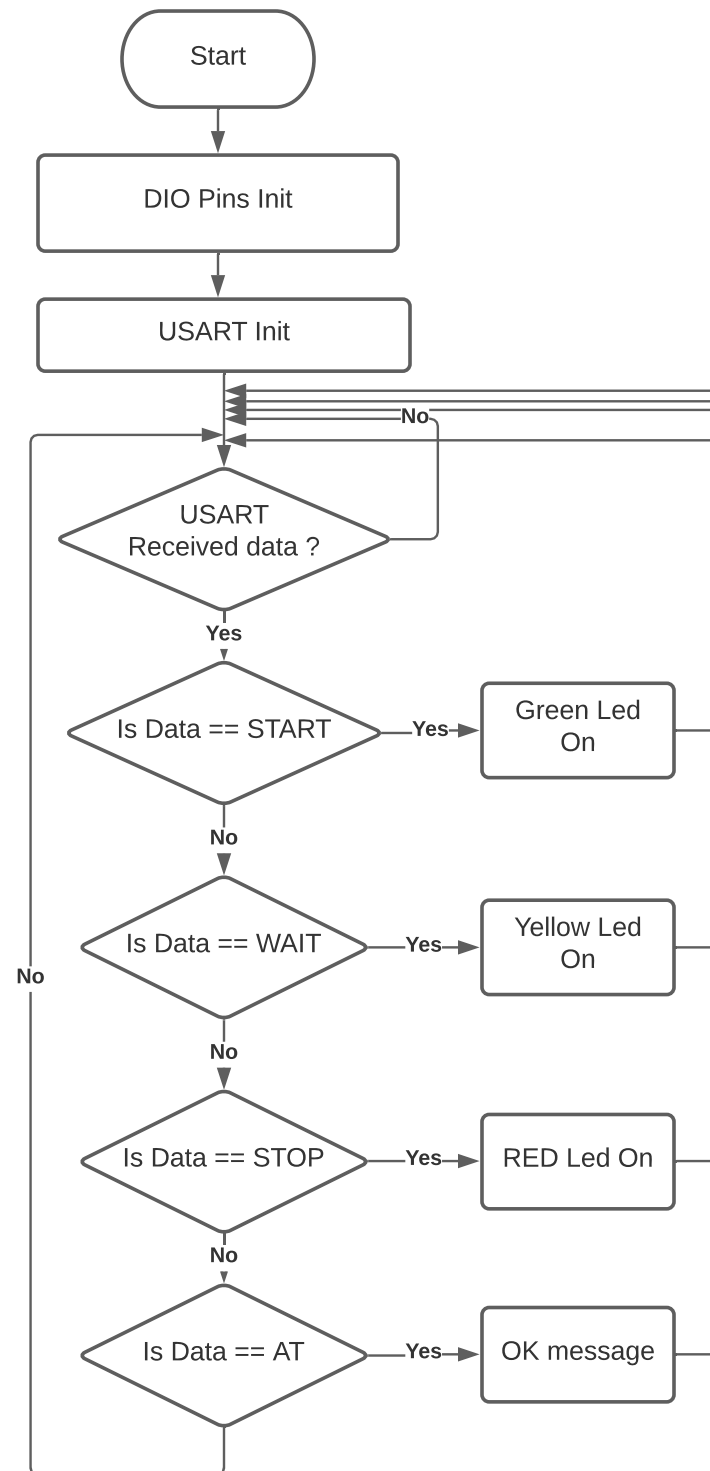 Start
DIO Pins Init
USART Init
No
USART
Received data ?
Yes
Is Data == START
Yes
Green Led
On
No
Is Data == WAIT
Yes
Yellow Led
On
No
No
Is Data == STOP
Yes
RED Led On
No
Is Data == AT
Yes
OK message